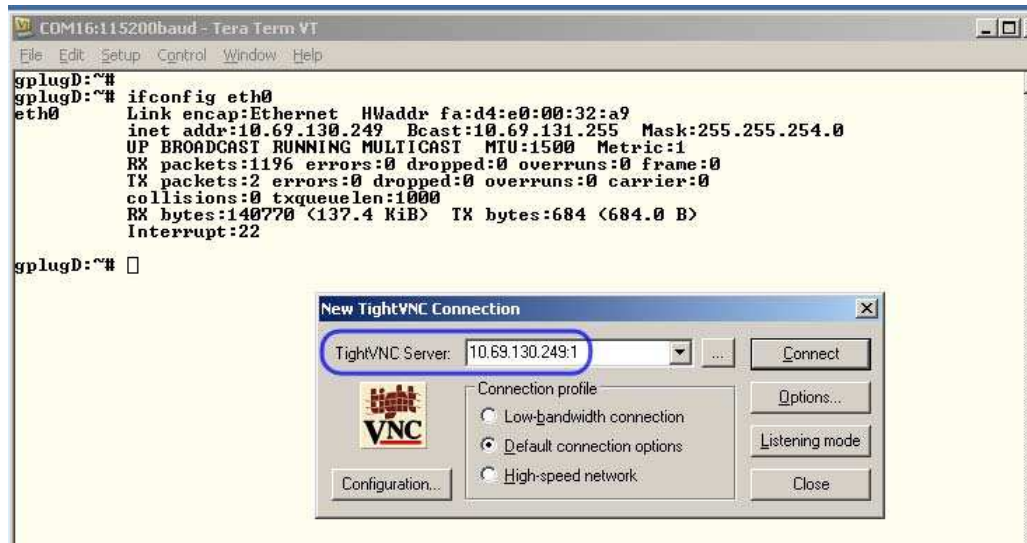 COM16:115200baud - Tera Term VT
File Edit Setup Control Window Help
gplugD:~#
gplugD:~# ifconfig eth0
eth0 Link encap:Ethernet HWaddr fa:d4:e0:00:32:a9
inet addr:10.69.130.249 Bcast:10.69.131.255 Mask:255.255.254.0
UP BROADCAST RUNNING MULTICAST MTU:1500 Metric:1
RX packets:1196 errors:0 dropped:0 overruns:0 frame:0
TX packets:2 errors:0 dropped:0 overruns:0 carrier:0
collisions:0 txqueuelen:1000
RX bytes:140770 (137.4 KiB) TX bytes:684 (684.0 B)
Interrupt:22
gplugD:~#
New TightVNC Connection
TightVNC Server: 10.69.130.249:1 ... Connect
Connection profile
Low-bandwidth connection
Default connection options
High-speed network
tight VNC
Configuration...
Options...
Listening mode
Close